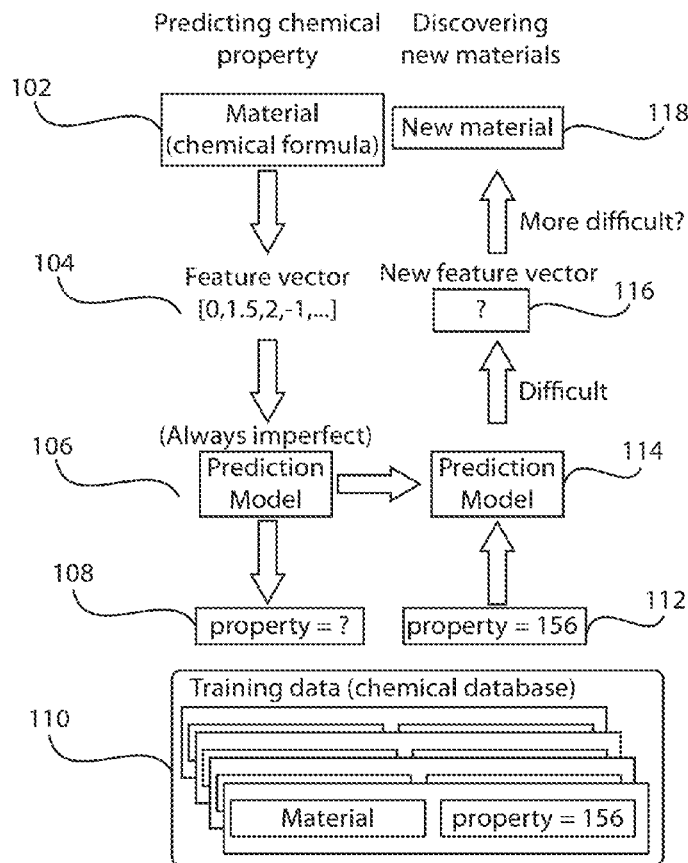 Predicting chemical
property
Discovering
new materials
102
Material
(chemical formula)
New material
118
More difficult?
104
Feature vector
[0,1.5,2,-1,...]
New feature vector
?
116
Difficult
(Always imperfect)
106
Prediction
Model
Prediction
Model
114
108
property = ?
property = 156
112
Training data (chemical database)
110
Material
property = 156